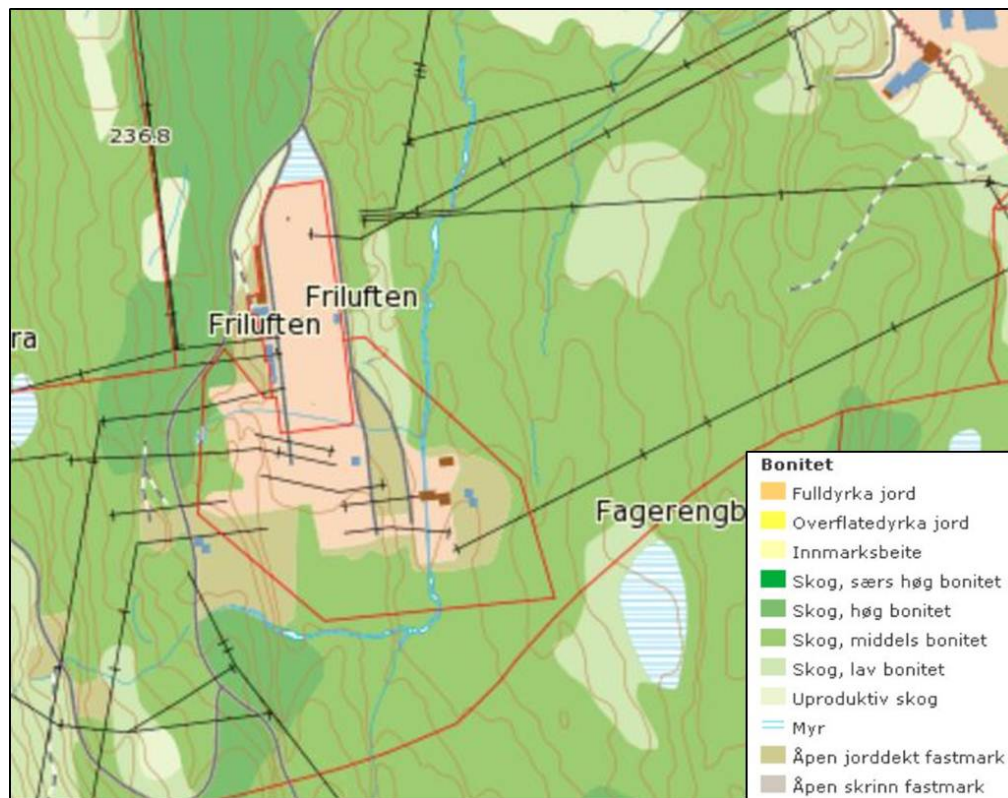 236.8
Friluften
Friluften
ra
Fagerengb
Bonitet
Fulldyrka jord
Overflatedyrka jord
Innmarksbeite
Skog, særs høg bonitet
Skog, høg bonitet
Skog, middels bonitet
Skog, lav bonitet
Uproduktiv skog
Myr
Åpen jorddekt fastmark
Åpen skrinn fastmark